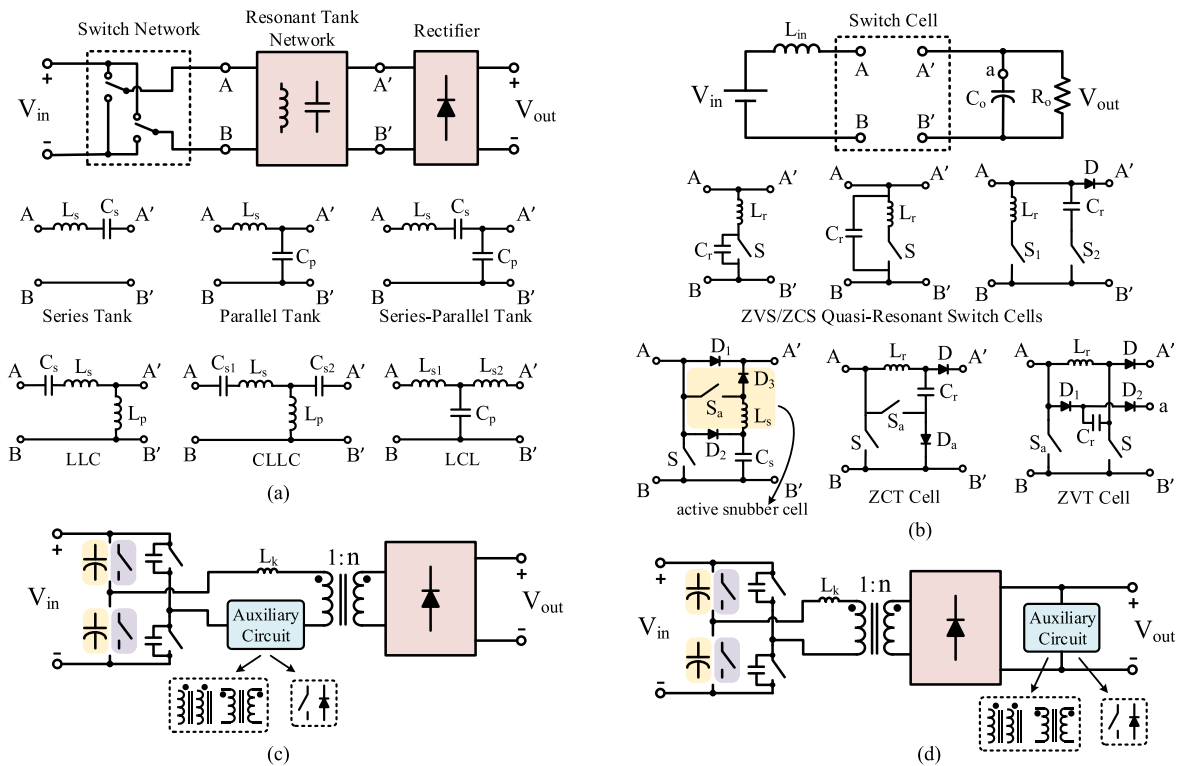 (a)
Switch Network
Resonant Tank
Network
Rectifier
+
V_in
−
A
B
A′
B′
+
V_out
−
A L_s C_s A′
B B′
Series Tank
A L_s A′
C_p
B B′
Parallel Tank
A L_s C_s A′
C_p
B B′
Series-Parallel Tank
A C_s L_s A′
L_p
B B′
LLC
A C_s1 L_s C_s2 A′
L_p
B B′
CLLC
A L_s1 L_s2 A′
C_p
B B′
LCL
(a)
Switch Cell
L_in
V_in
A
B
A′
B′
a
C_o
R_o
V_out
A A′
L_r
C_r S
B B′
A A′
L_r
C_r
S
B B′
A D A′
L_r C_r
S_1 S_2
B B′
ZVS/ZCS Quasi-Resonant Switch Cells
A D_1 A′
D_3
S_a
L_s
D_2
S C_s
B B′
active snubber cell
A L_r D A′
C_r
S_a
S D_a
B B′
ZCT Cell
A L_r D A′
D_1 D_2
a
C_r
S_a S
B B′
ZVT Cell
(b)
+
V_in
−
L_k
1:n
Auxiliary
Circuit
+
V_out
−
(c)
+
V_in
−
L_k
1:n
Auxiliary
Circuit
+
V_out
−
(d)